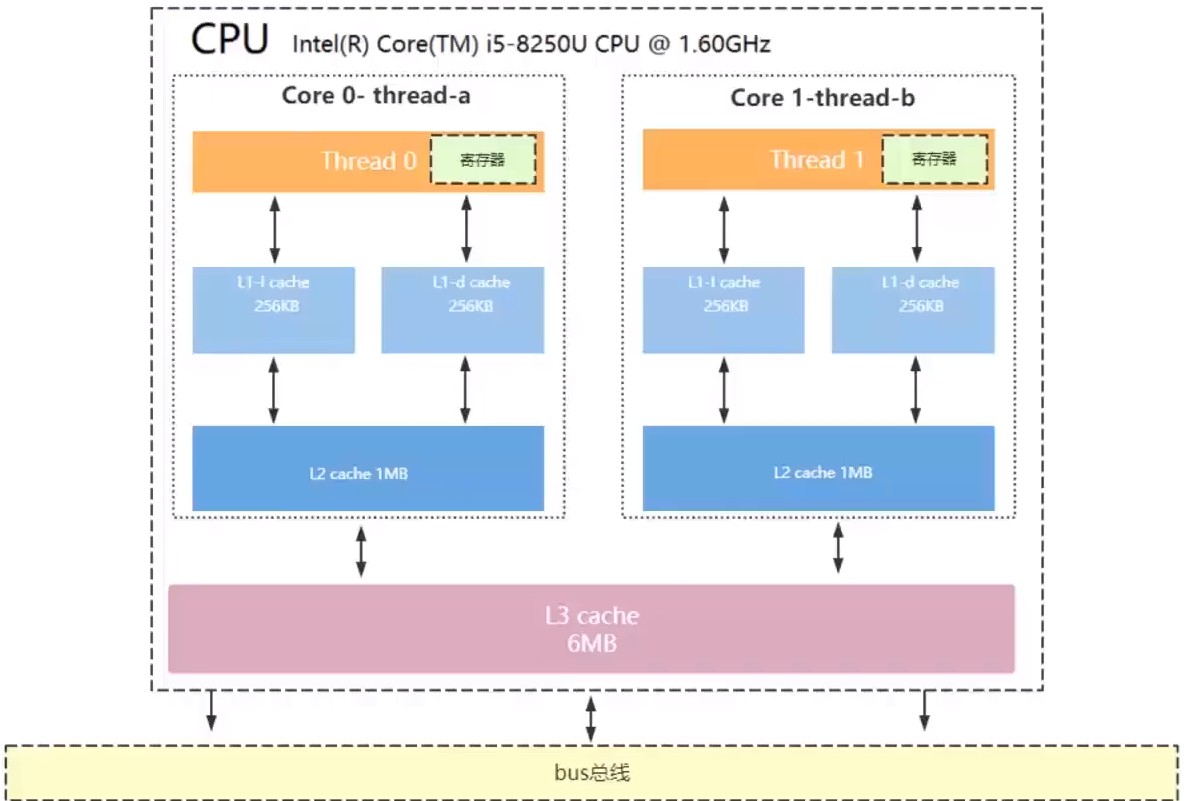 CPU Intel(R) Core(TM) i5-8250U CPU @ 1.60GHz
Core 0- thread-a
Thread 0
寄存器
L1-I cache
256KB
L1-d cache
256KB
L2 cache 1MB
Core 1-thread-b
Thread 1
寄存器
L1-I cache
256KB
L1-d cache
256KB
L2 cache 1MB
L3 cache
6MB
bus总线